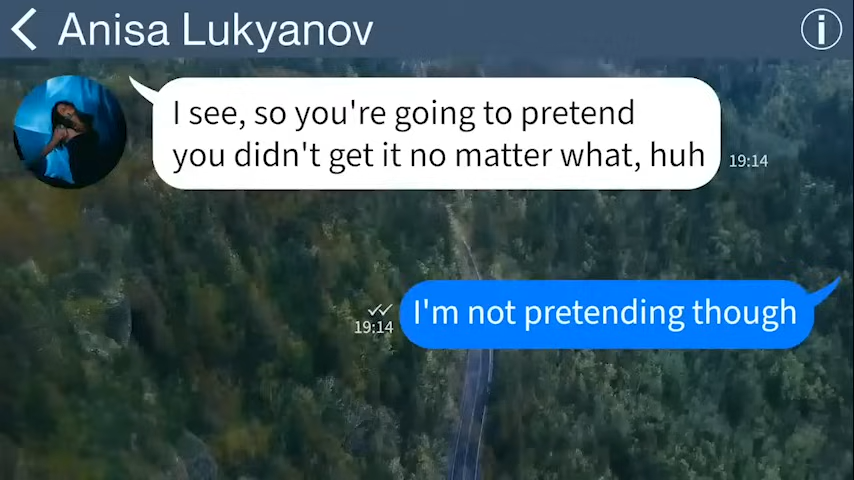 Anisa Lukyanov
I see, so you're going to pretend
you didn't get it no matter what, huh
19:14
I'm not pretending though
19:14